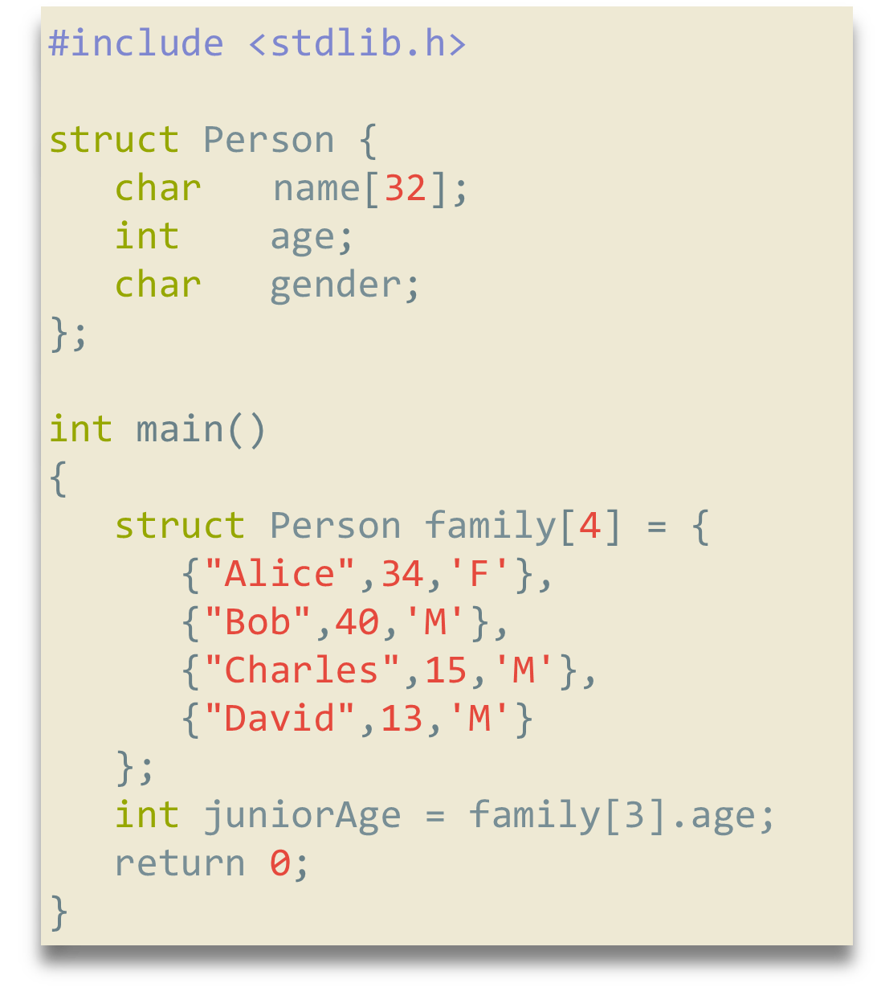 #include <stdlib.h>

struct Person {
   char   name[32];
   int    age;
   char   gender;
};

int main()
{
   struct Person family[4] = {
      {"Alice",34,'F'},
      {"Bob",40,'M'},
      {"Charles",15,'M'},
      {"David",13,'M'}
   };
   int juniorAge = family[3].age;
   return 0;
}